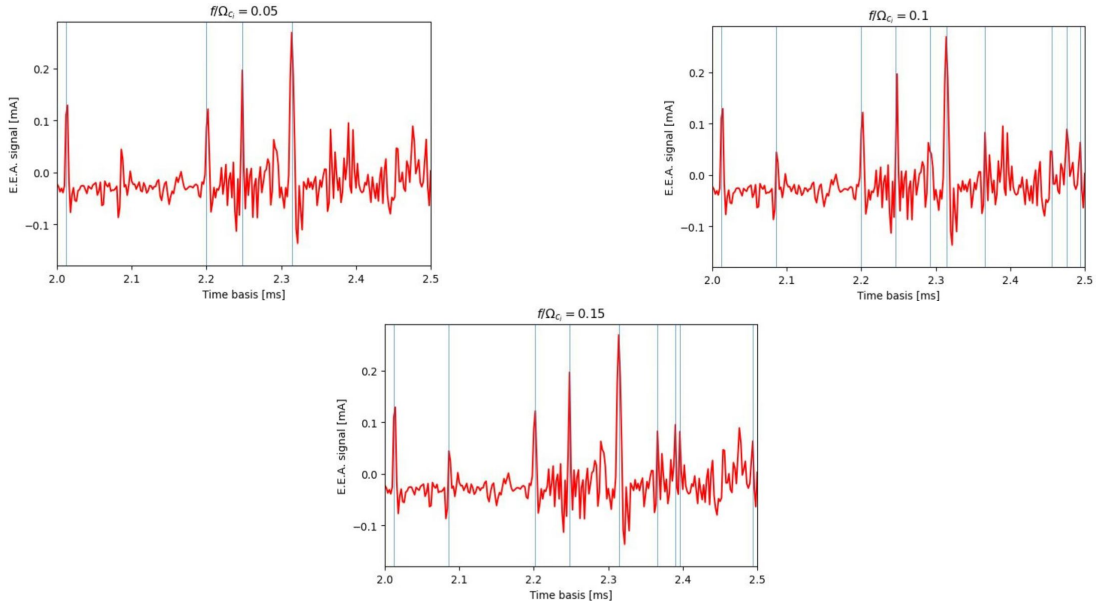 f/Ω_{c_i} = 0.05
E.E.A. signal [mA]
0.2
0.1
0.0
−0.1
2.0 2.1 2.2 2.3 2.4 2.5
Time basis [ms]
f/Ω_{c_i} = 0.1
E.E.A. signal [mA]
0.2
0.1
0.0
−0.1
2.0 2.1 2.2 2.3 2.4 2.5
Time basis [ms]
f/Ω_{c_i} = 0.15
E.E.A. signal [mA]
0.2
0.1
0.0
−0.1
2.0 2.1 2.2 2.3 2.4 2.5
Time basis [ms]